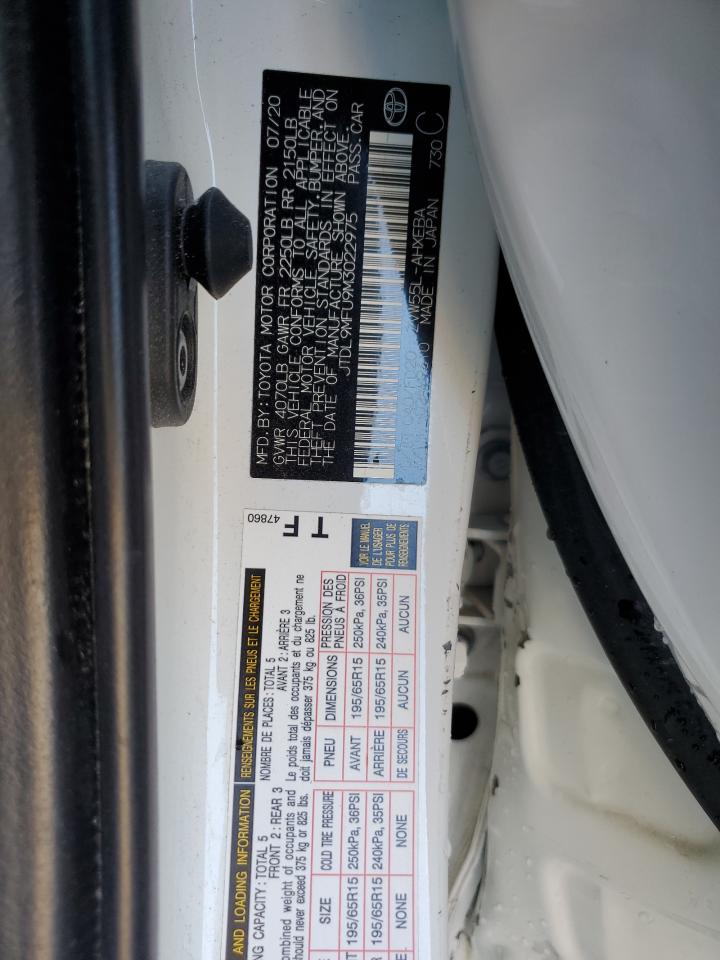 MFD. BY: TOYOTA MOTOR CORPORATION 07/20
GVWR 4070LB GAWR FR 2250LB RR 2150LB
THIS VEHICLE CONFORMS TO ALL APPLICABLE
FEDERAL MOTOR VEHICLE SAFETY, BUMPER, AND
THEFT PREVENTION STANDARDS IN EFFECT ON
THE DATE OF MANUFACTURE SHOWN ABOVE.
JTDL9MFU9M3022975 PASS. CAR
ZVW55L-AHXEBA 730
MADE IN JAPAN
C
47860
T
F
VOIR LE MANUEL
DE L'USAGER
POUR PLUS DE
RENSEIGNEMENTS
RENSEIGNEMENTS SUR LES PNEUS ET LE CHARGEMENT
NOMBRE DE PLACES: TOTAL 5
AVANT 2: ARRIÈRE 3
Le poids total des occupants et du chargement ne
doit jamais dépasser 375 kg ou 825 lb.
PNEU DIMENSIONS PRESSION DES PNEUS À FROID
AVANT 195/65R15 250kPa, 36PSI
ARRIÈRE 195/65R15 240kPa, 35PSI
DE SECOURS AUCUN AUCUN
AND LOADING INFORMATION
NG CAPACITY: TOTAL 5
FRONT 2: REAR 3
ombined weight of occupants and
hould never exceed 375 kg or 825 lbs.
SIZE COLD TIRE PRESSURE
195/65R15 250kPa, 36PSI
195/65R15 240kPa, 35PSI
NONE NONE